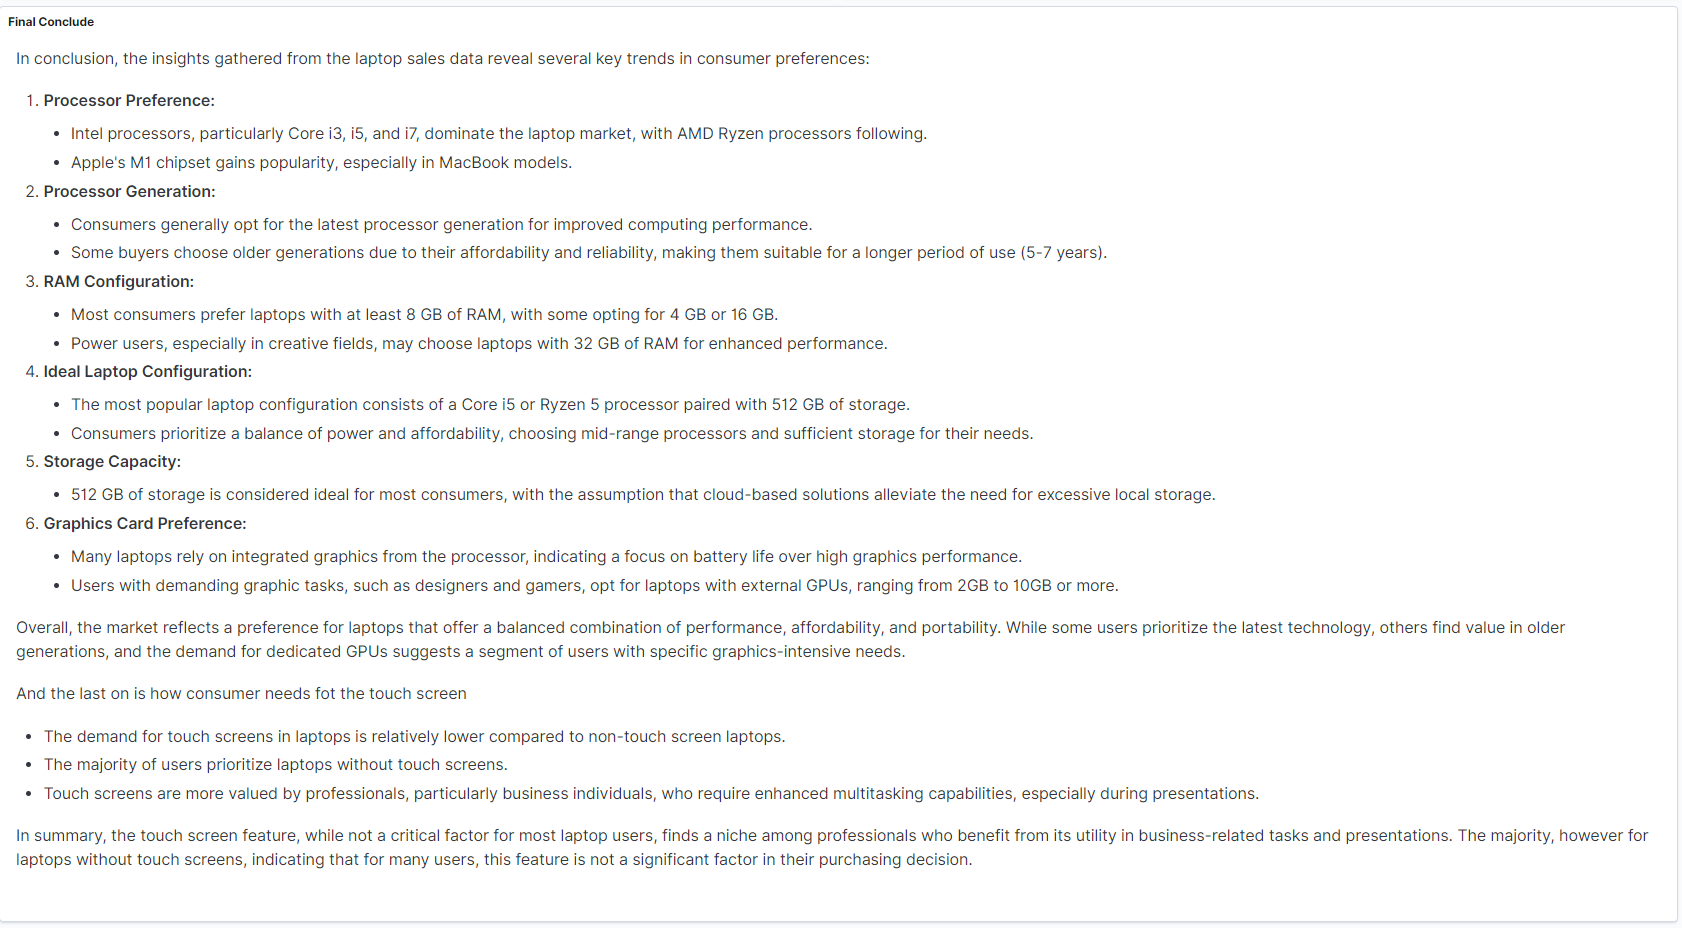 Final Conclude
In conclusion, the insights gathered from the laptop sales data reveal several key trends in consumer preferences:
1. Processor Preference:
• Intel processors, particularly Core i3, i5, and i7, dominate the laptop market, with AMD Ryzen processors following.
• Apple's M1 chipset gains popularity, especially in MacBook models.
2. Processor Generation:
• Consumers generally opt for the latest processor generation for improved computing performance.
• Some buyers choose older generations due to their affordability and reliability, making them suitable for a longer period of use (5-7 years).
3. RAM Configuration:
• Most consumers prefer laptops with at least 8 GB of RAM, with some opting for 4 GB or 16 GB.
• Power users, especially in creative fields, may choose laptops with 32 GB of RAM for enhanced performance.
4. Ideal Laptop Configuration:
• The most popular laptop configuration consists of a Core i5 or Ryzen 5 processor paired with 512 GB of storage.
• Consumers prioritize a balance of power and affordability, choosing mid-range processors and sufficient storage for their needs.
5. Storage Capacity:
• 512 GB of storage is considered ideal for most consumers, with the assumption that cloud-based solutions alleviate the need for excessive local storage.
6. Graphics Card Preference:
• Many laptops rely on integrated graphics from the processor, indicating a focus on battery life over high graphics performance.
• Users with demanding graphic tasks, such as designers and gamers, opt for laptops with external GPUs, ranging from 2GB to 10GB or more.
Overall, the market reflects a preference for laptops that offer a balanced combination of performance, affordability, and portability. While some users prioritize the latest technology, others find value in older
generations, and the demand for dedicated GPUs suggests a segment of users with specific graphics-intensive needs.
And the last on is how consumer needs fot the touch screen
• The demand for touch screens in laptops is relatively lower compared to non-touch screen laptops.
• The majority of users prioritize laptops without touch screens.
• Touch screens are more valued by professionals, particularly business individuals, who require enhanced multitasking capabilities, especially during presentations.
In summary, the touch screen feature, while not a critical factor for most laptop users, finds a niche among professionals who benefit from its utility in business-related tasks and presentations. The majority, however for
laptops without touch screens, indicating that for many users, this feature is not a significant factor in their purchasing decision.